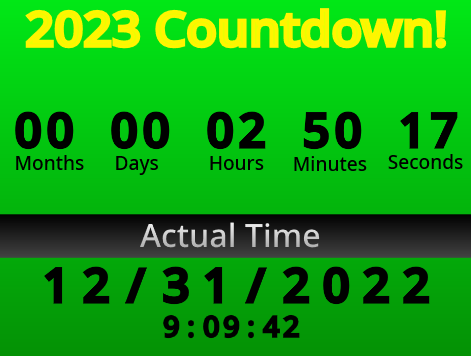 2023 Countdown!
00 00 02 50 17
Months Days Hours Minutes Seconds
Actual Time
12/31/2022
9:09:42